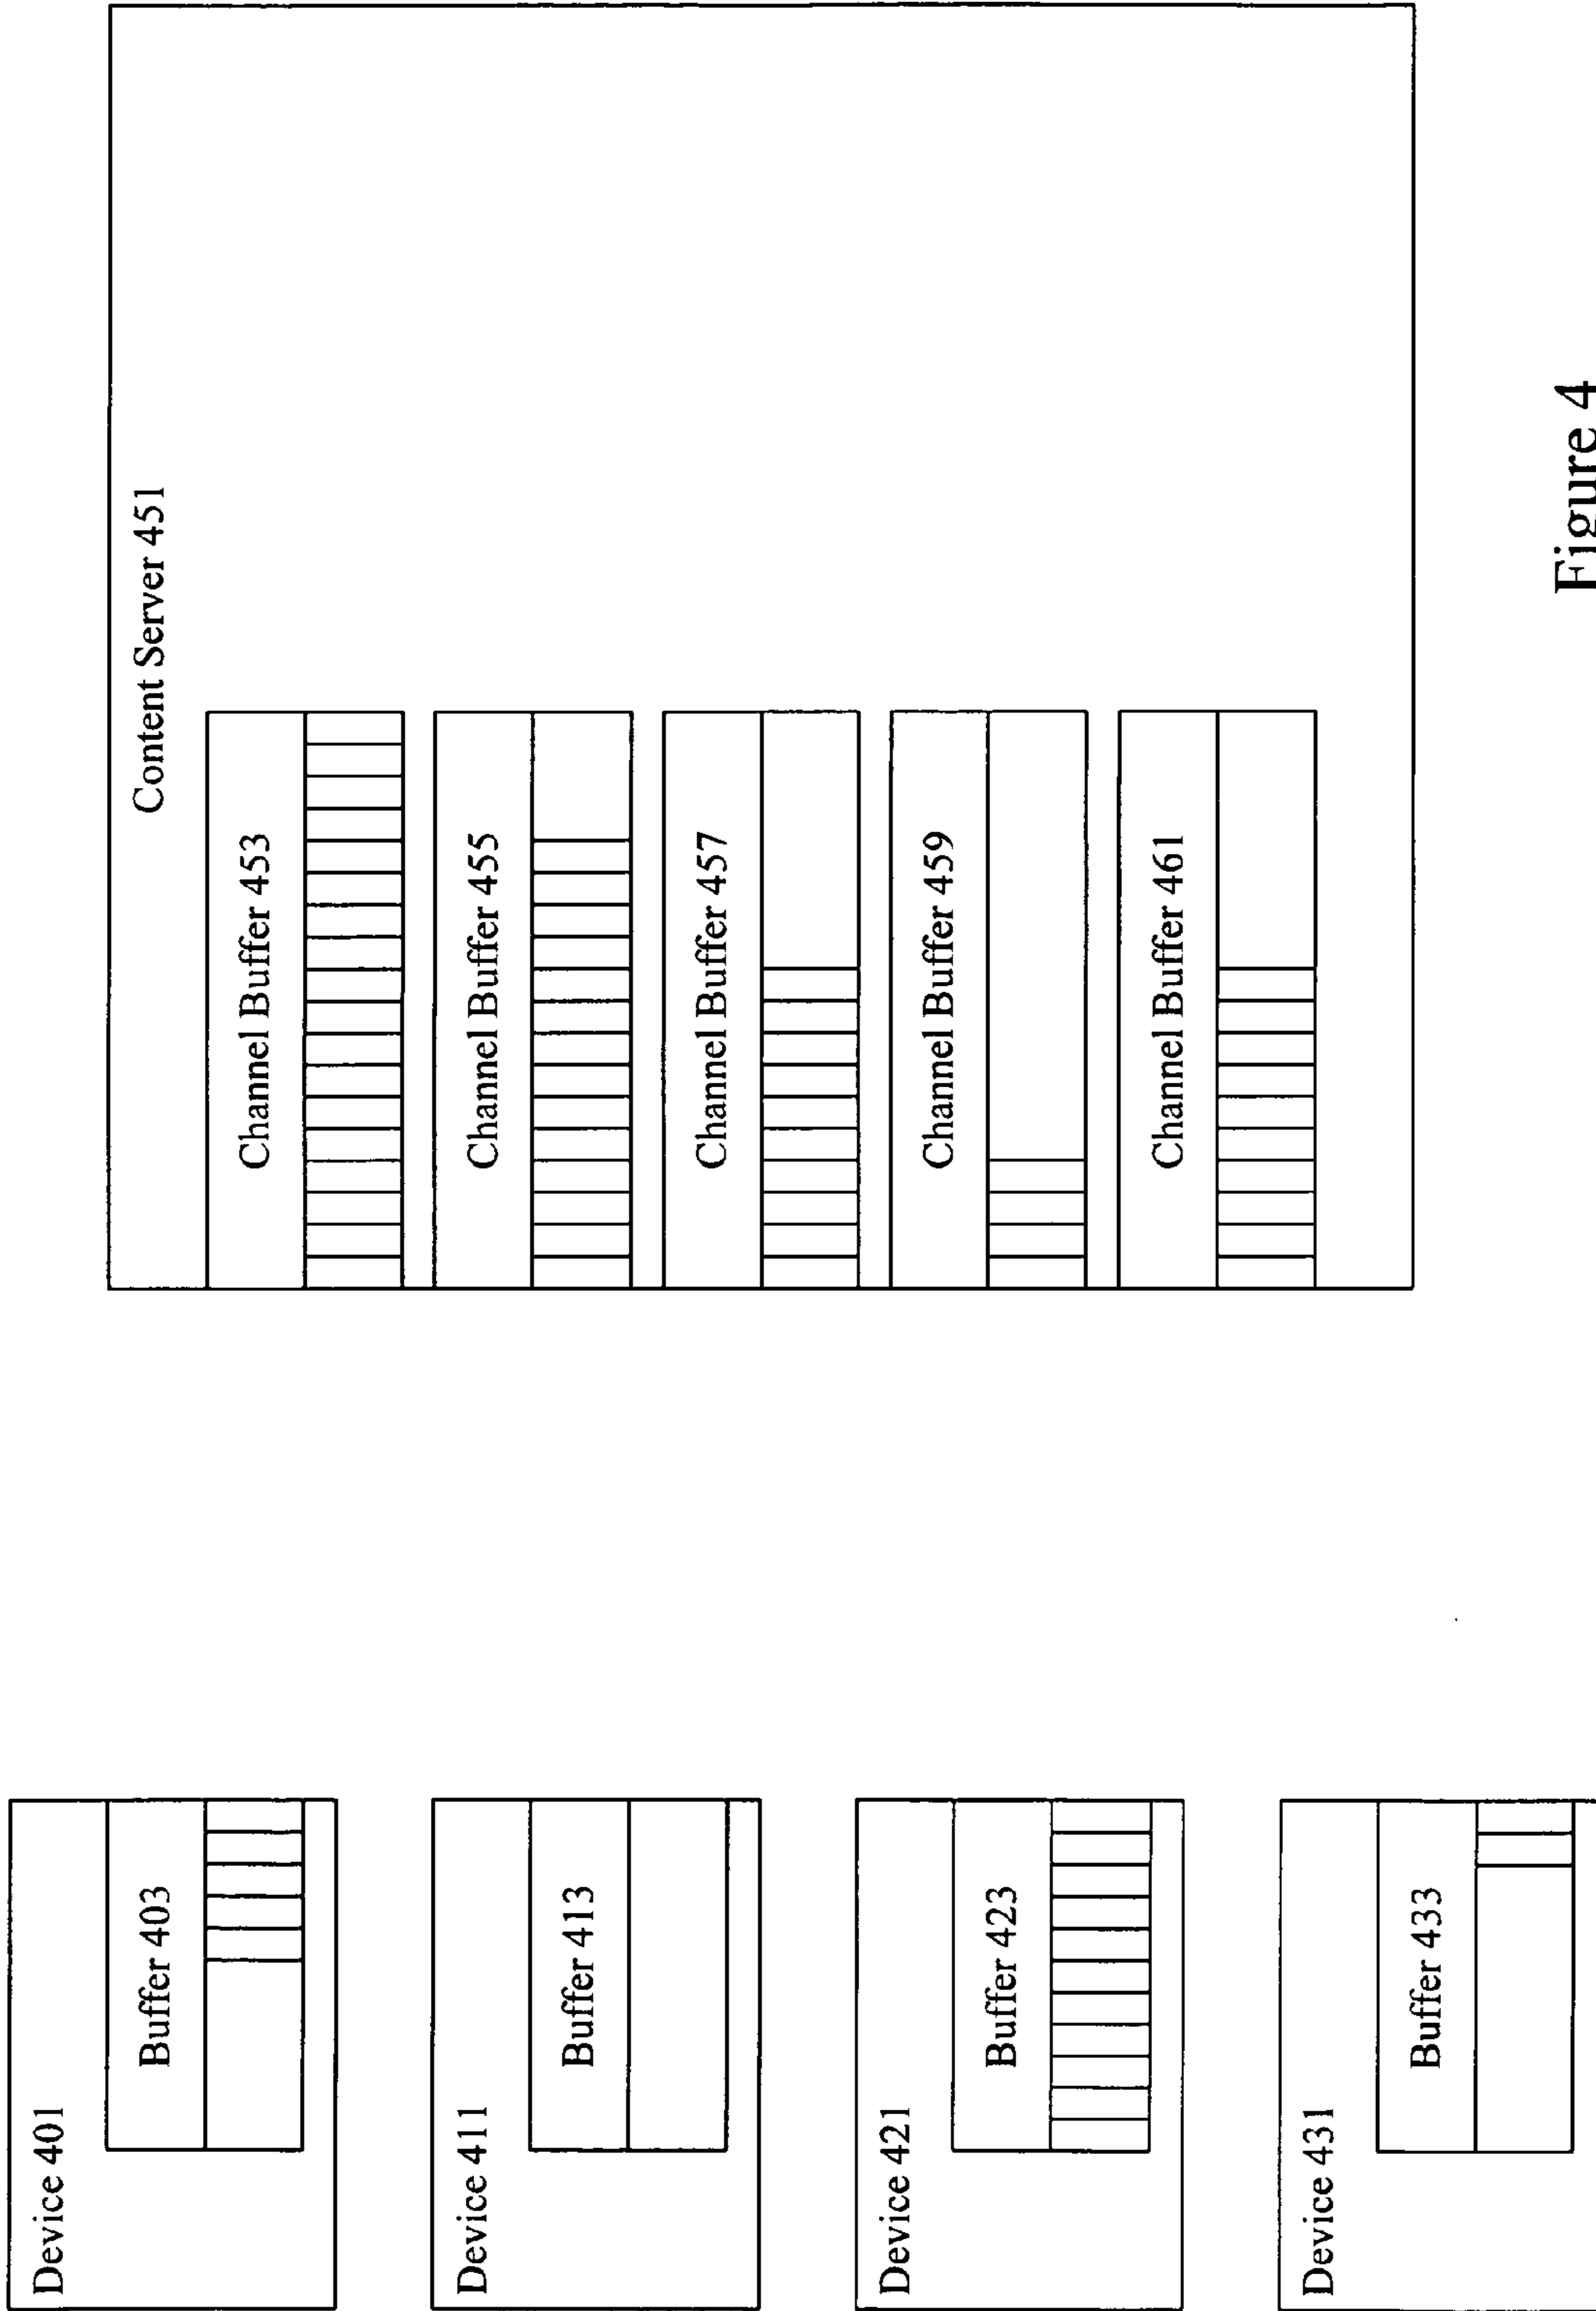 Device 401
Buffer 403
Device 411
Buffer 413
Device 421
Buffer 423
Device 431
Buffer 433
Content Server 451
Channel Buffer 453
Channel Buffer 455
Channel Buffer 457
Channel Buffer 459
Channel Buffer 461
Figure 4